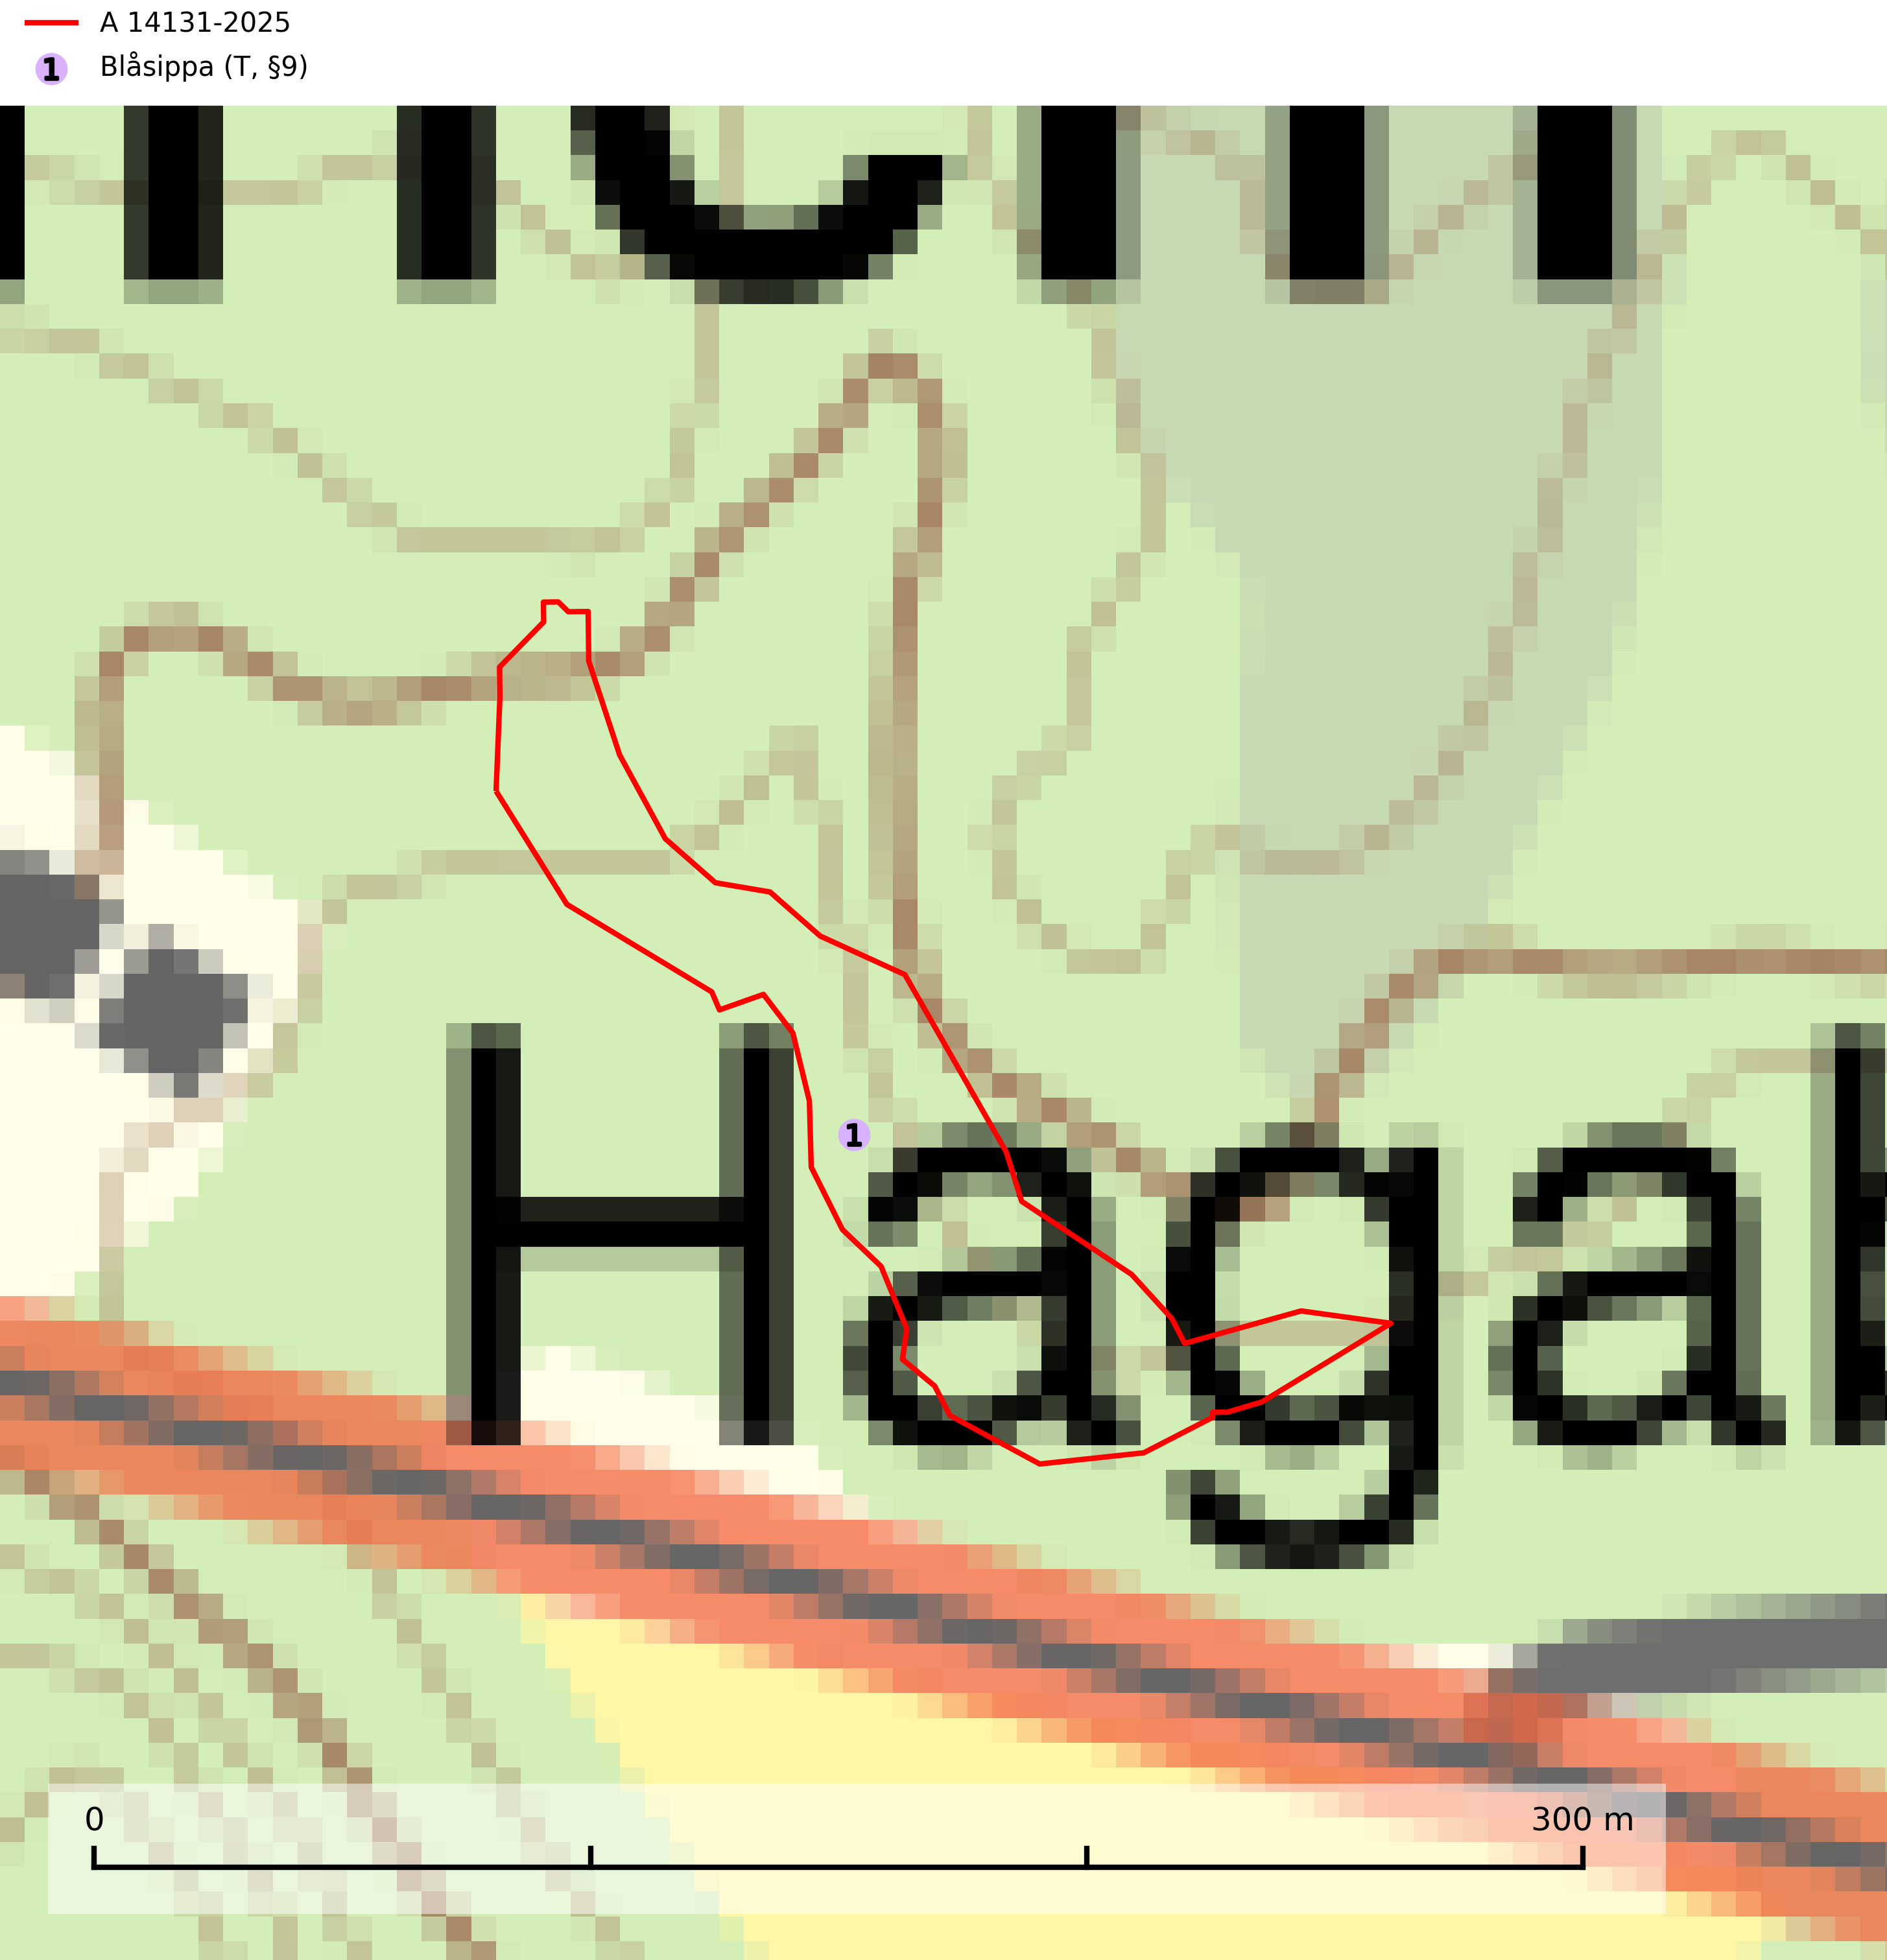 A 14131-2025
1 Blåsippa (T, §9)
1
Hagal
0 300 m